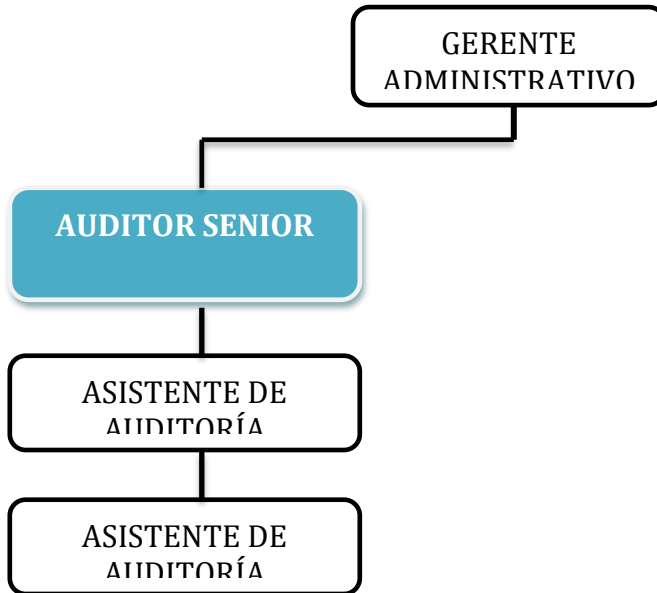 GERENTE
ADMINISTRATIVO
AUDITOR SENIOR
ASISTENTE DE
AUDITORÍA
ASISTENTE DE
AUDITORÍA